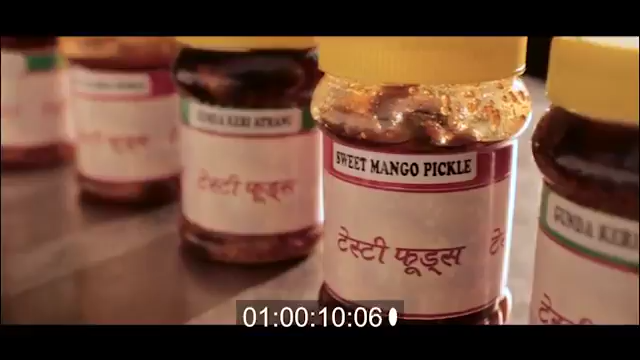 GUNDA KERI ATHANU
टेस्टी फूड्स
SWEET MANGO PICKLE
टेस्टी फूड्स
टे
GUNDA KERI
टेस्टी
01:00:10:06